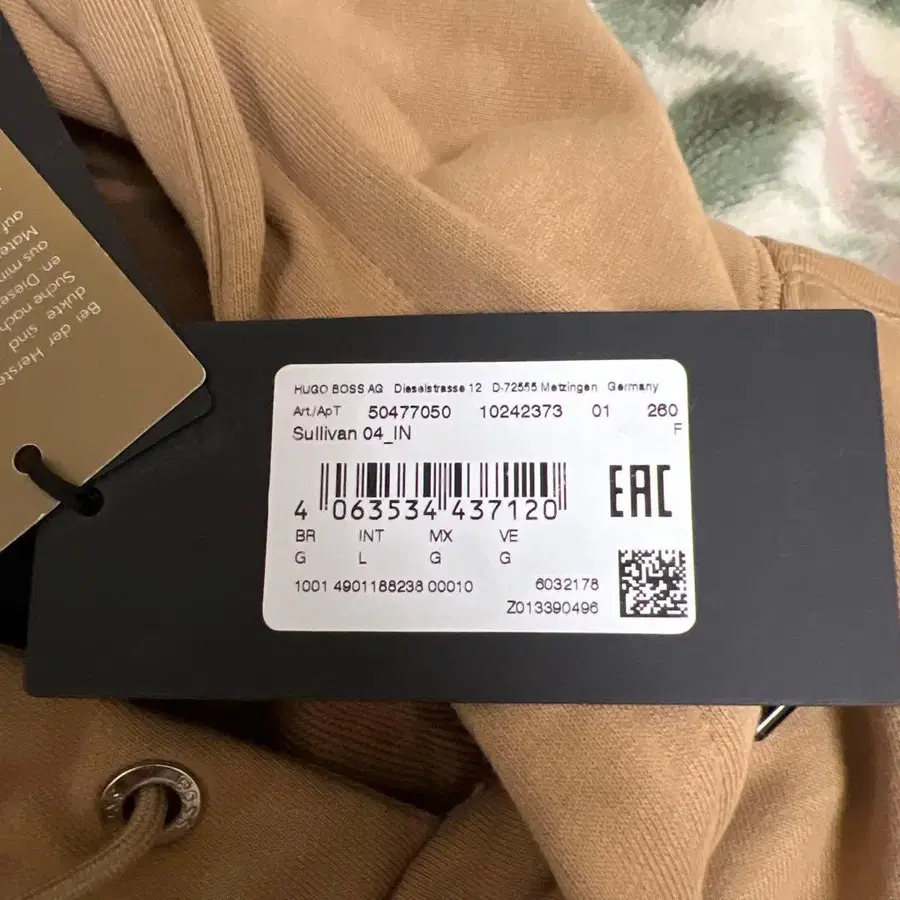 HUGO BOSS AG Dieselstrasse 12 D-72555 Metzingen Germany
Art./ApT 50477050 10242373 01 260
Sullivan 04_IN F
EAC
4 063534 437120
BR INT MX VE
G L G G
1001 4901188238 00010 6032178
Z013390496
Bei der Herste
dukte sind
Suche nach
en Diese
aus min
Mate
auf